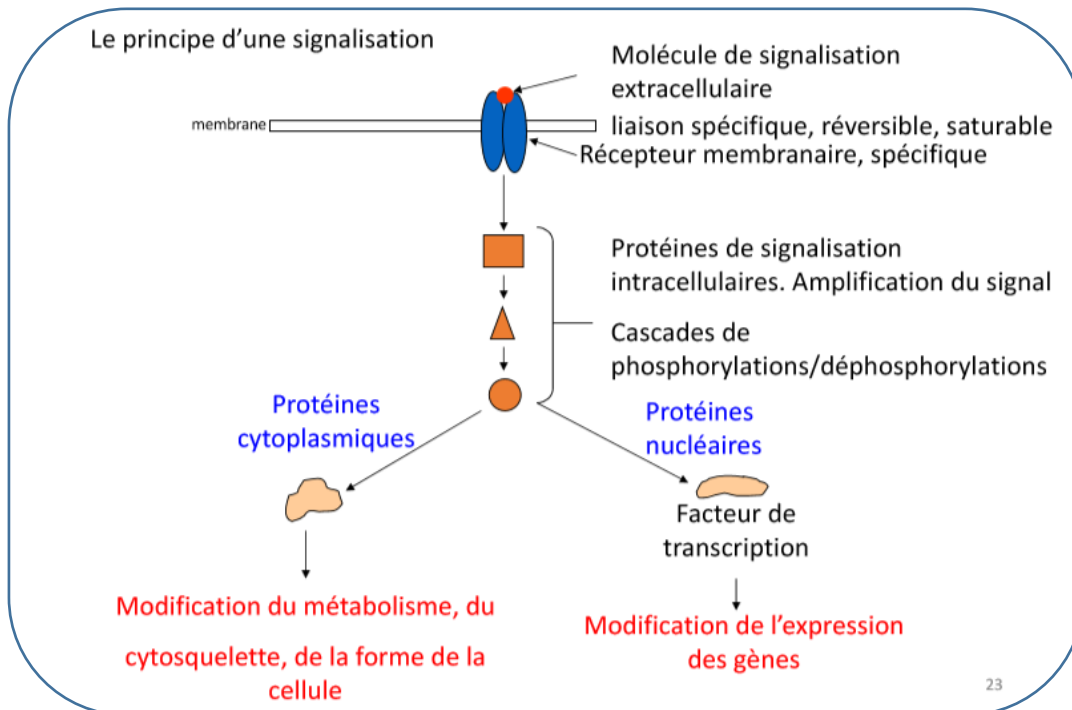 Le principe d'une signalisation
Molécule de signalisation
extracellulaire
membrane
liaison spécifique, réversible, saturable
Récepteur membranaire, spécifique
Protéines de signalisation
intracellulaires. Amplification du signal
Cascades de
phosphorylations/déphosphorylations
Protéines
cytoplasmiques
Protéines
nucléaires
Facteur de
transcription
Modification du métabolisme, du
cytosquelette, de la forme de la
cellule
Modification de l'expression
des gènes
23